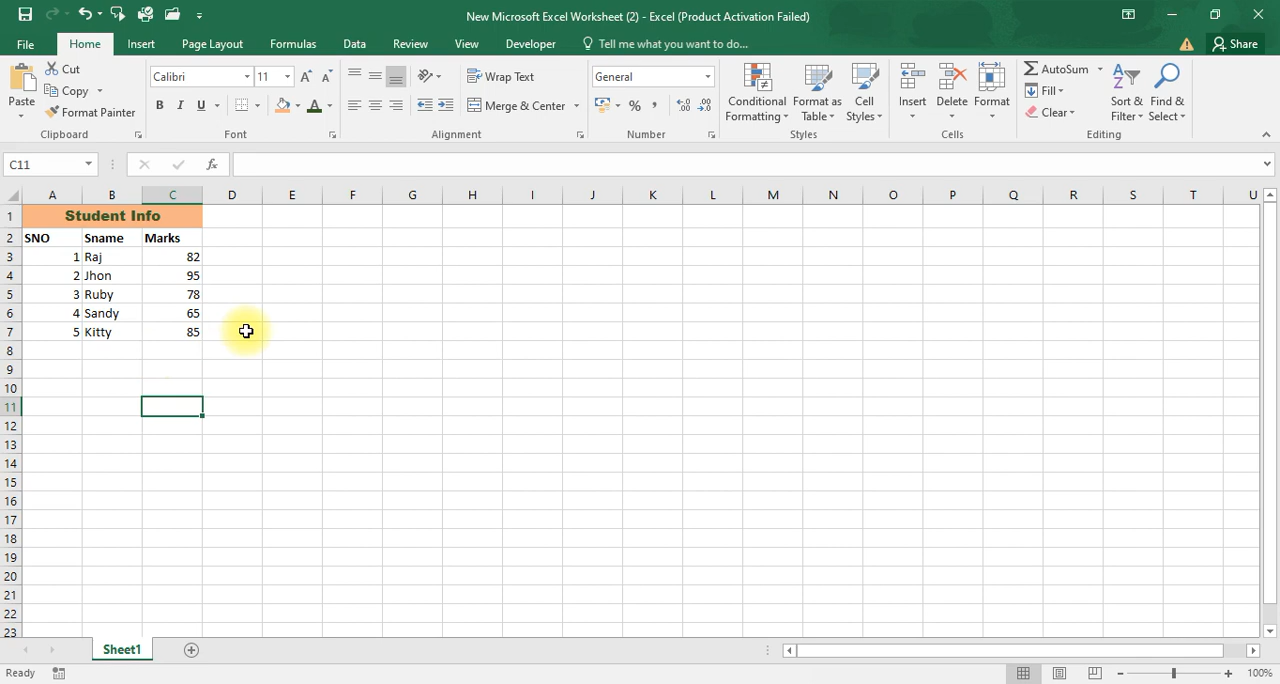 New Microsoft Excel Worksheet (2) - Excel (Product Activation Failed)
File Home Insert Page Layout Formulas Data Review View Developer Tell me what you want to do... Share
Paste
Cut
Copy
Format Painter
Clipboard
Calibri 11
A A
B I U A
Font
Wrap Text
Merge & Center
Alignment
General
% , .00 .0
Number
Conditional Formatting
Format as Table
Cell Styles
Styles
Insert Delete Format
Cells
AutoSum
Fill
Clear
Sort & Filter
Find & Select
Editing
C11 fx
A B C D E F G H I J K L M N O P Q R S T U
1 Student Info
2 SNO Sname Marks
3 1 Raj 82
4 2 Jhon 95
5 3 Ruby 78
6 4 Sandy 65
7 5 Kitty 85
8
9
10
11
12
13
14
15
16
17
18
19
20
21
22
23
Sheet1
Ready 100%